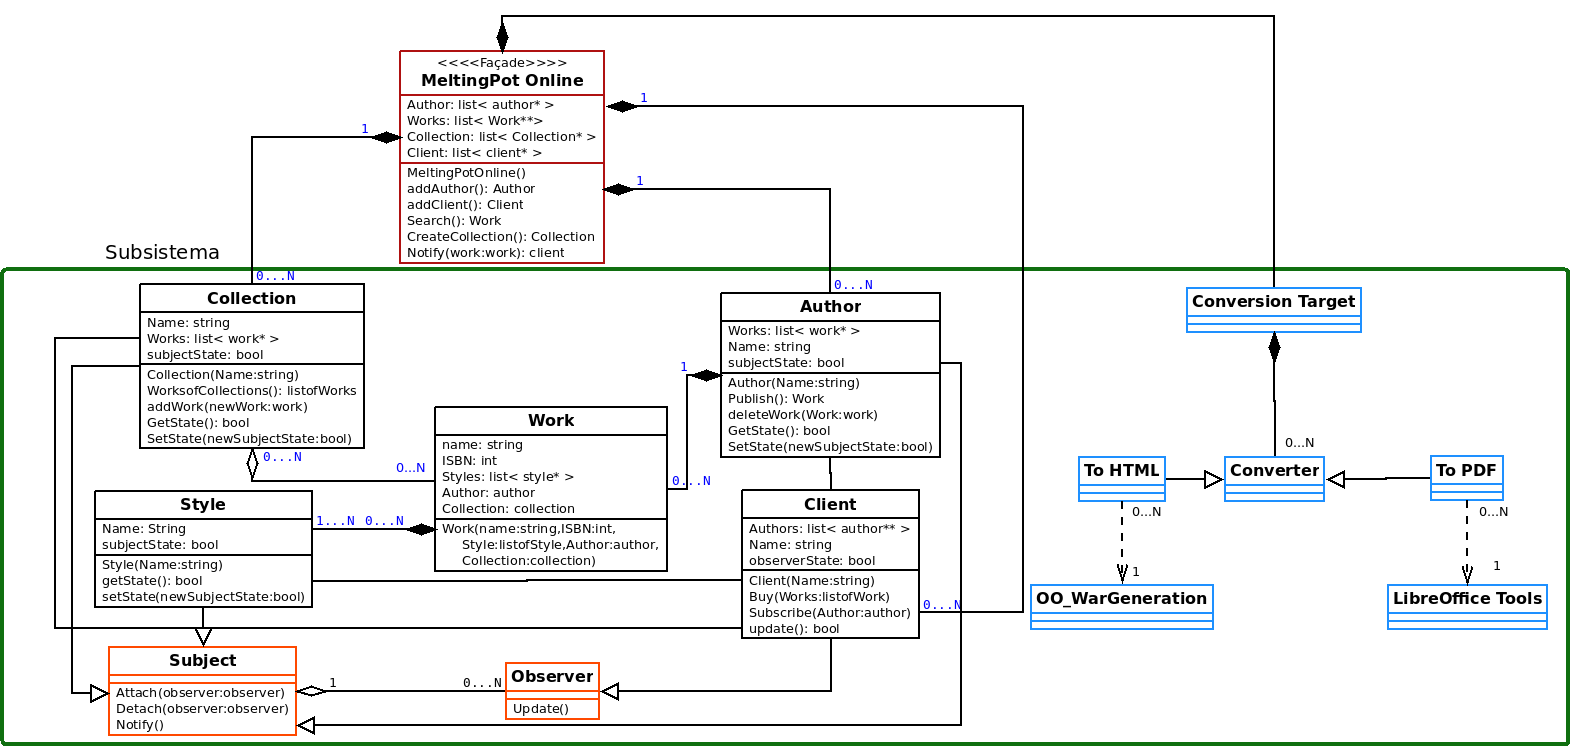 <<<<Façade>>>>
MeltingPot Online
Author: list< author* >
Works: list< Work**>
Collection: list< Collection* >
Client: list< client* >
MeltingPotOnline()
addAuthor(): Author
addClient(): Client
Search(): Work
CreateCollection(): Collection
Notify(work:work): client
1
1
1
Subsistema
0...N
Collection
Name: string
Works: list< work* >
subjectState: bool
Collection(Name:string)
WorksofCollections(): listofWorks
addWork(newWork:work)
GetState(): bool
SetState(newSubjectState:bool)
0...N
0...N
0...N
Author
Works: list< work* >
Name: string
subjectState: bool
Author(Name:string)
Publish(): Work
deleteWork(Work:work)
GetState(): bool
SetState(newSubjectState:bool)
1
0...N
Work
name: string
ISBN: int
Styles: list< style* >
Author: author
Collection: collection
Work(name:string,ISBN:int,
Style:listofStyle,Author:author,
Collection:collection)
1...N 0...N
Style
Name: String
subjectState: bool
Style(Name:string)
getState(): bool
setState(newSubjectState:bool)
Client
Authors: list< author** >
Name: string
observerState: bool
Client(Name:string)
Buy(Works:listofWork)
Subscribe(Author:author)
update(): bool
0...N
Subject
Attach(observer:observer)
Detach(observer:observer)
Notify()
1
0...N
Observer
Update()
Conversion Target
0...N
To HTML
Converter
To PDF
0...N
0...N
1
1
OO_WarGeneration
LibreOffice Tools